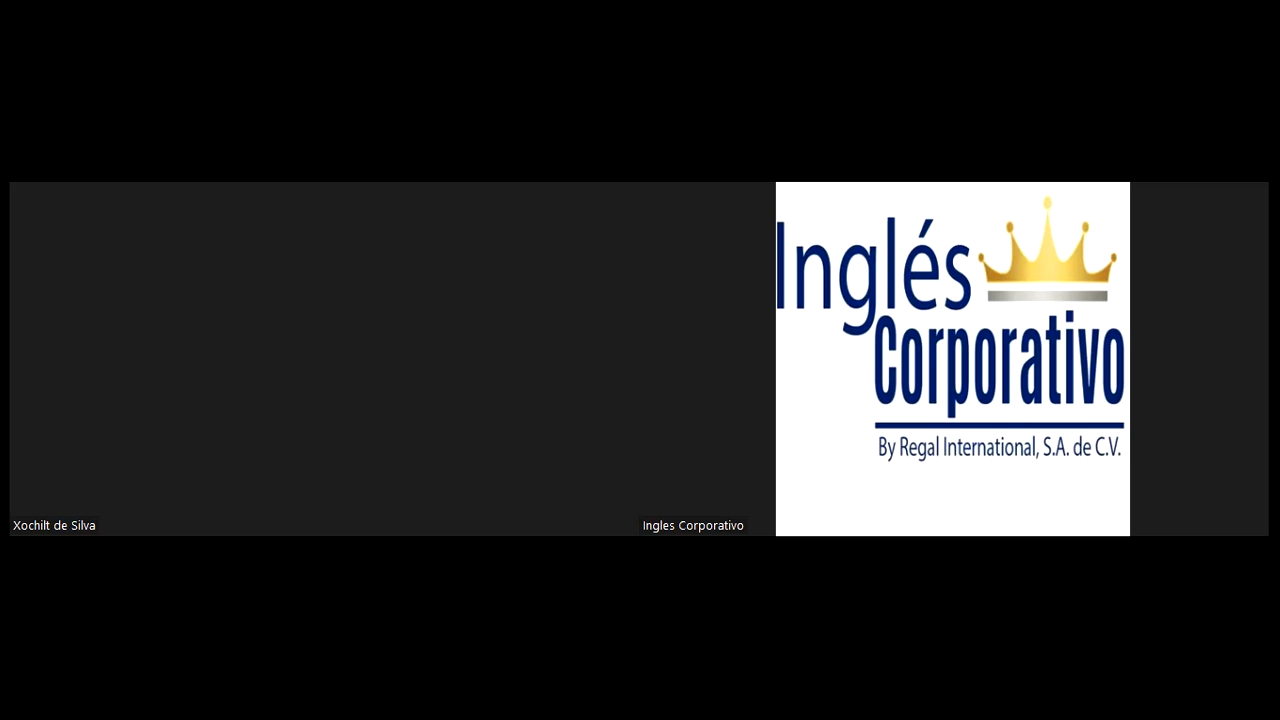 Inglés
Corporativo
By Regal International, S.A. de C.V.
Xochilt de Silva
Ingles Corporativo